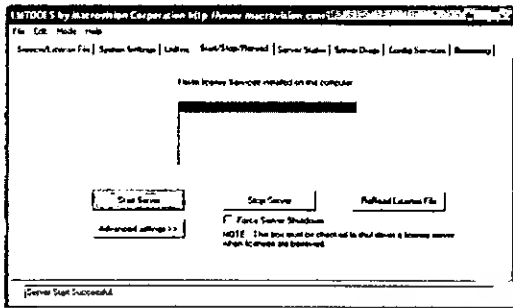 LMTOOLS by Macrovision Corporation http://www.macrovision.com
File Edit Mode Help
Service/License File System Settings Utilities Start/Stop/Reread Server Status Server Diags Config Services Borrowing
license Services installed on the computer
Start Server Stop Server ReRead License File
Advanced settings >> Force Server Shutdown
NOTE: This box must be checked to shut down a license server
when licenses are borrowed.
Server Start Successful.